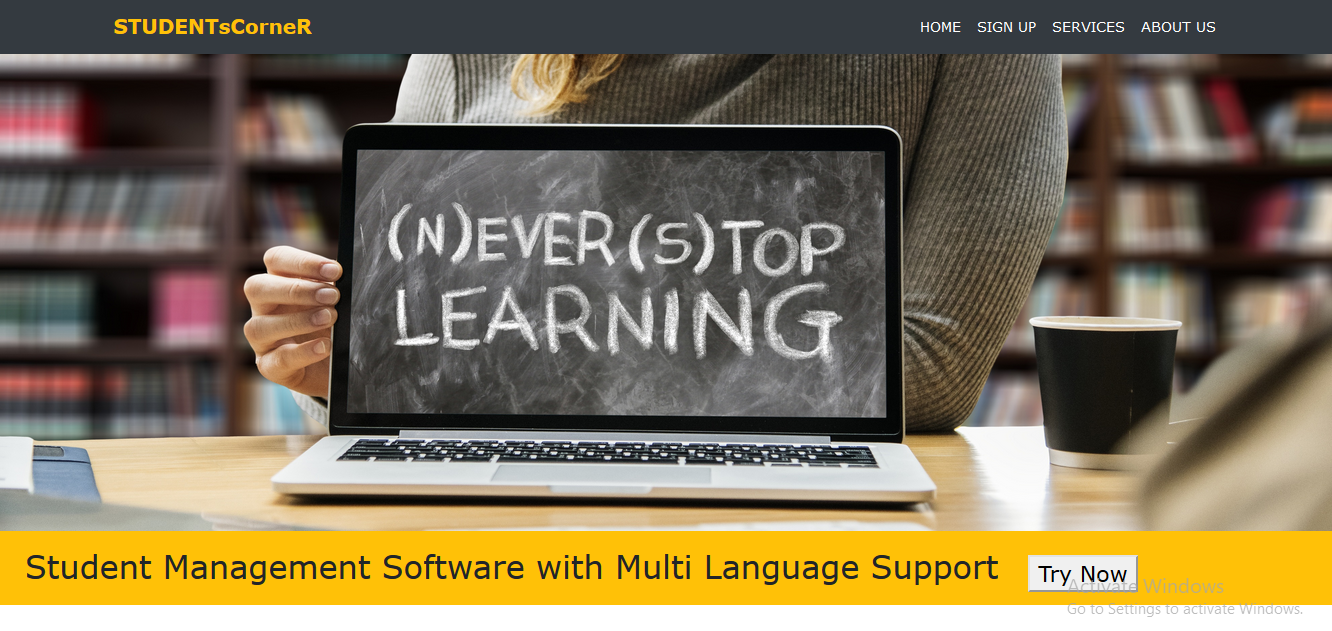 STUDENTsCorneR
HOME SIGN UP SERVICES ABOUT US
(N)EVER (S)TOP
LEARNING
Student Management Software with Multi Language Support Try Now
Activate Windows
Go to Settings to activate Windows.